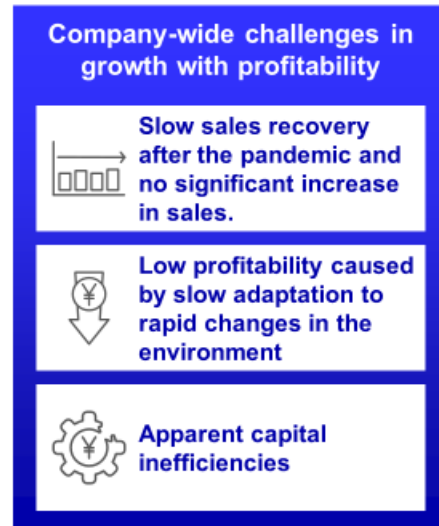 Company-wide challenges in
growth with profitability
Slow sales recovery
after the pandemic and
no significant increase
in sales.
¥
Low profitability caused
by slow adaptation to
rapid changes in the
environment
¥
Apparent capital
inefficiencies